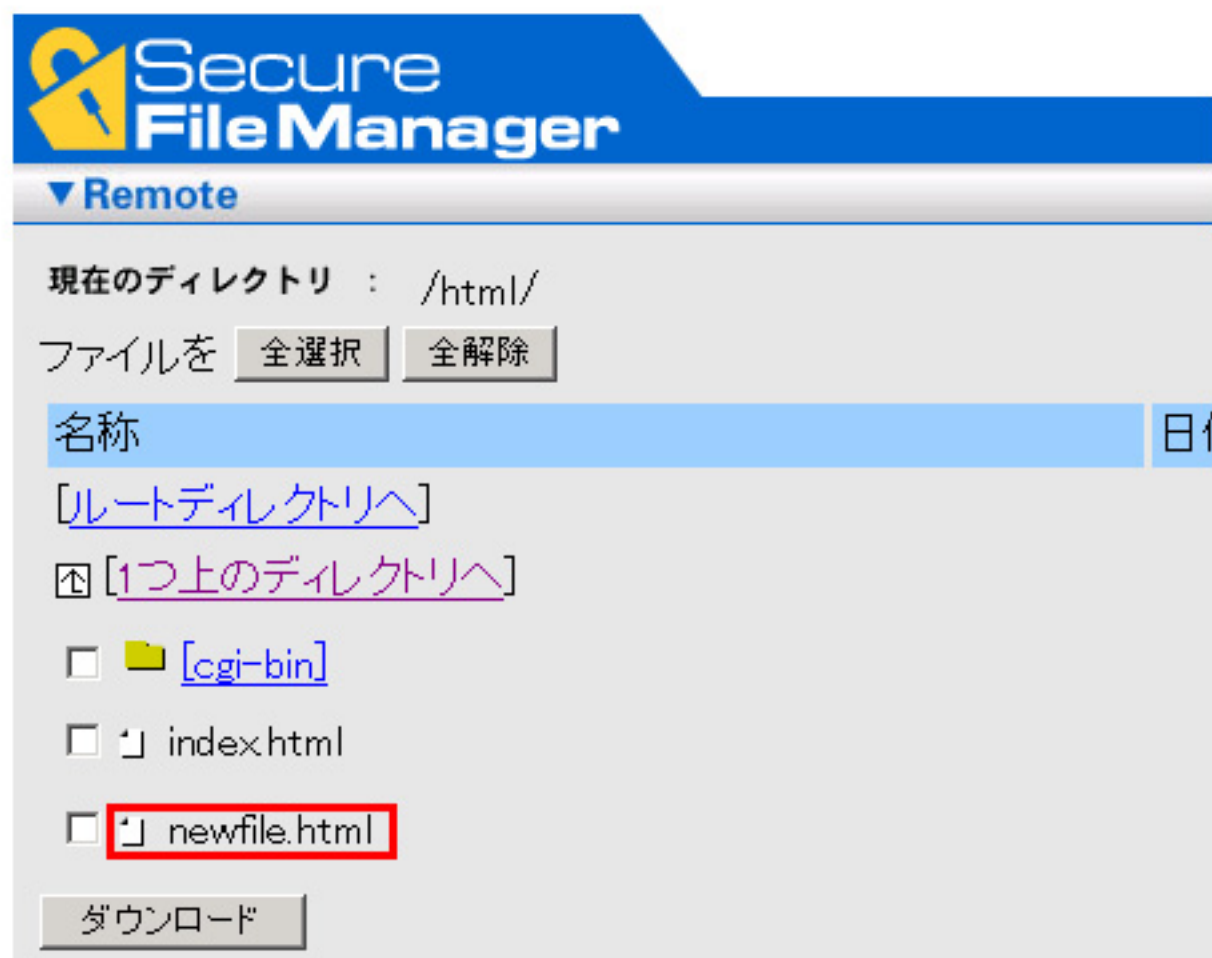 Secure
FileManager
▼Remote
現在のディレクトリ : /html/
ファイルを 全選択 全解除
名称 日
[ルートディレクトリへ]
[1つ上のディレクトリへ]
[cgi-bin]
index.html
newfile.html
ダウンロード